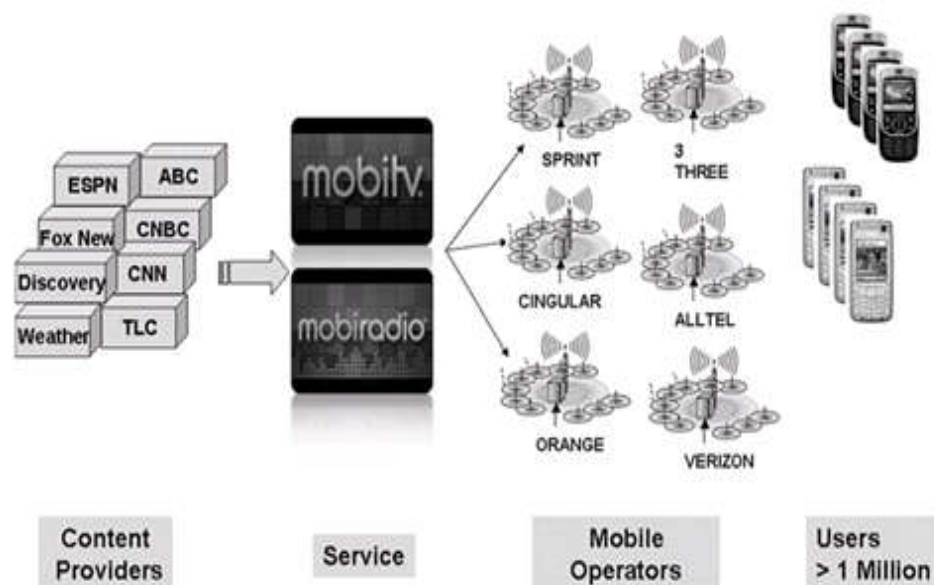 ESPN
ABC
Fox New
CNBC
Discovery
CNN
Weather
TLC
mobitv.
mobiradio
SPRINT
3
THREE
CINGULAR
ALLTEL
ORANGE
VERIZON
Content
Providers
Service
Mobile
Operators
Users
> 1 Million